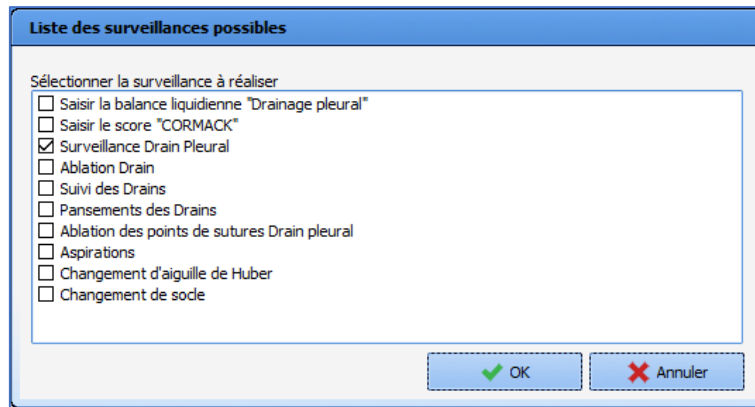 Liste des surveillances possibles
Sélectionner la surveillance à réaliser
Saisir la balance liquidienne "Drainage pleural"
Saisir le score "CORMACK"
Surveillance Drain Pleural
Ablation Drain
Suivi des Drains
Pansements des Drains
Ablation des points de sutures Drain pleural
Aspirations
Changement d'aiguille de Huber
Changement de socle
OK
Annuler